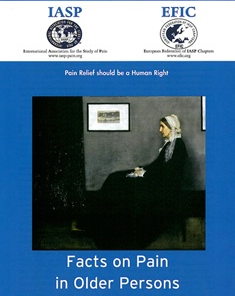 IASP
EFIC
International Association for the Study of Pain
www.iasp-pain.org
European Federation of IASP Chapters
www.efic.org
Pain Relief should be a Human Right
Facts on Pain
in Older Persons